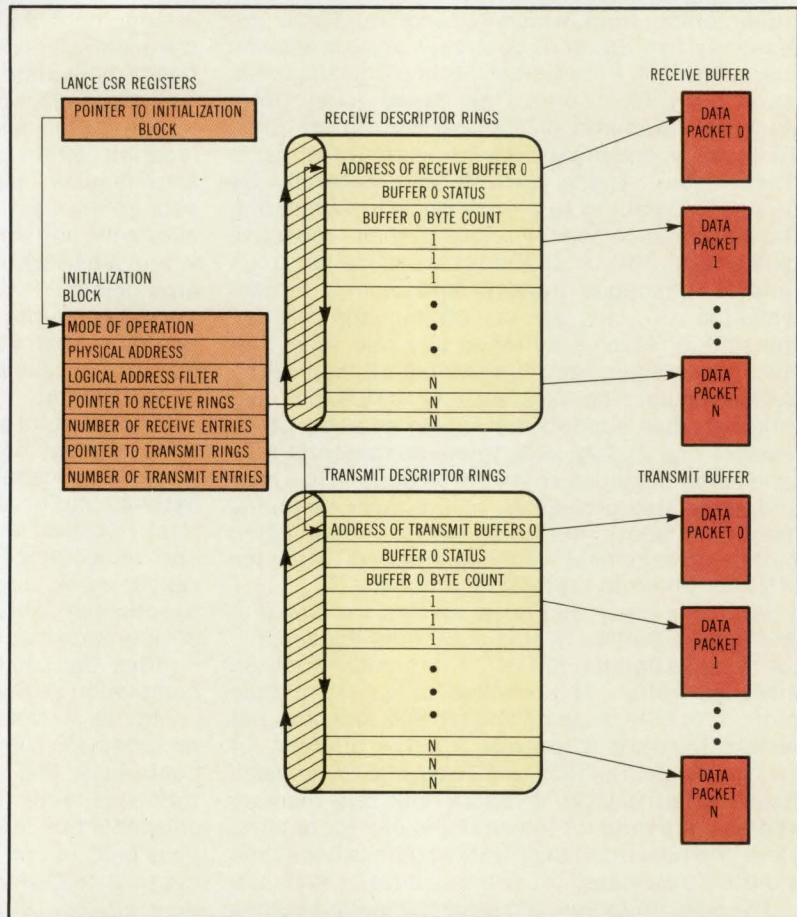 LANCE CSR REGISTERS
POINTER TO INITIALIZATION
BLOCK
INITIALIZATION
BLOCK
MODE OF OPERATION
PHYSICAL ADDRESS
LOGICAL ADDRESS FILTER
POINTER TO RECEIVE RINGS
NUMBER OF RECEIVE ENTRIES
POINTER TO TRANSMIT RINGS
NUMBER OF TRANSMIT ENTRIES
RECEIVE DESCRIPTOR RINGS
ADDRESS OF RECEIVE BUFFER 0
BUFFER 0 STATUS
BUFFER 0 BYTE COUNT
1
1
1
N
N
N
RECEIVE BUFFER
DATA
PACKET 0
DATA
PACKET
1
DATA
PACKET
N
TRANSMIT DESCRIPTOR RINGS
ADDRESS OF TRANSMIT BUFFERS 0
BUFFER 0 STATUS
BUFFER 0 BYTE COUNT
1
1
1
N
N
N
TRANSMIT BUFFER
DATA
PACKET 0
DATA
PACKET
1
DATA
PACKET
N